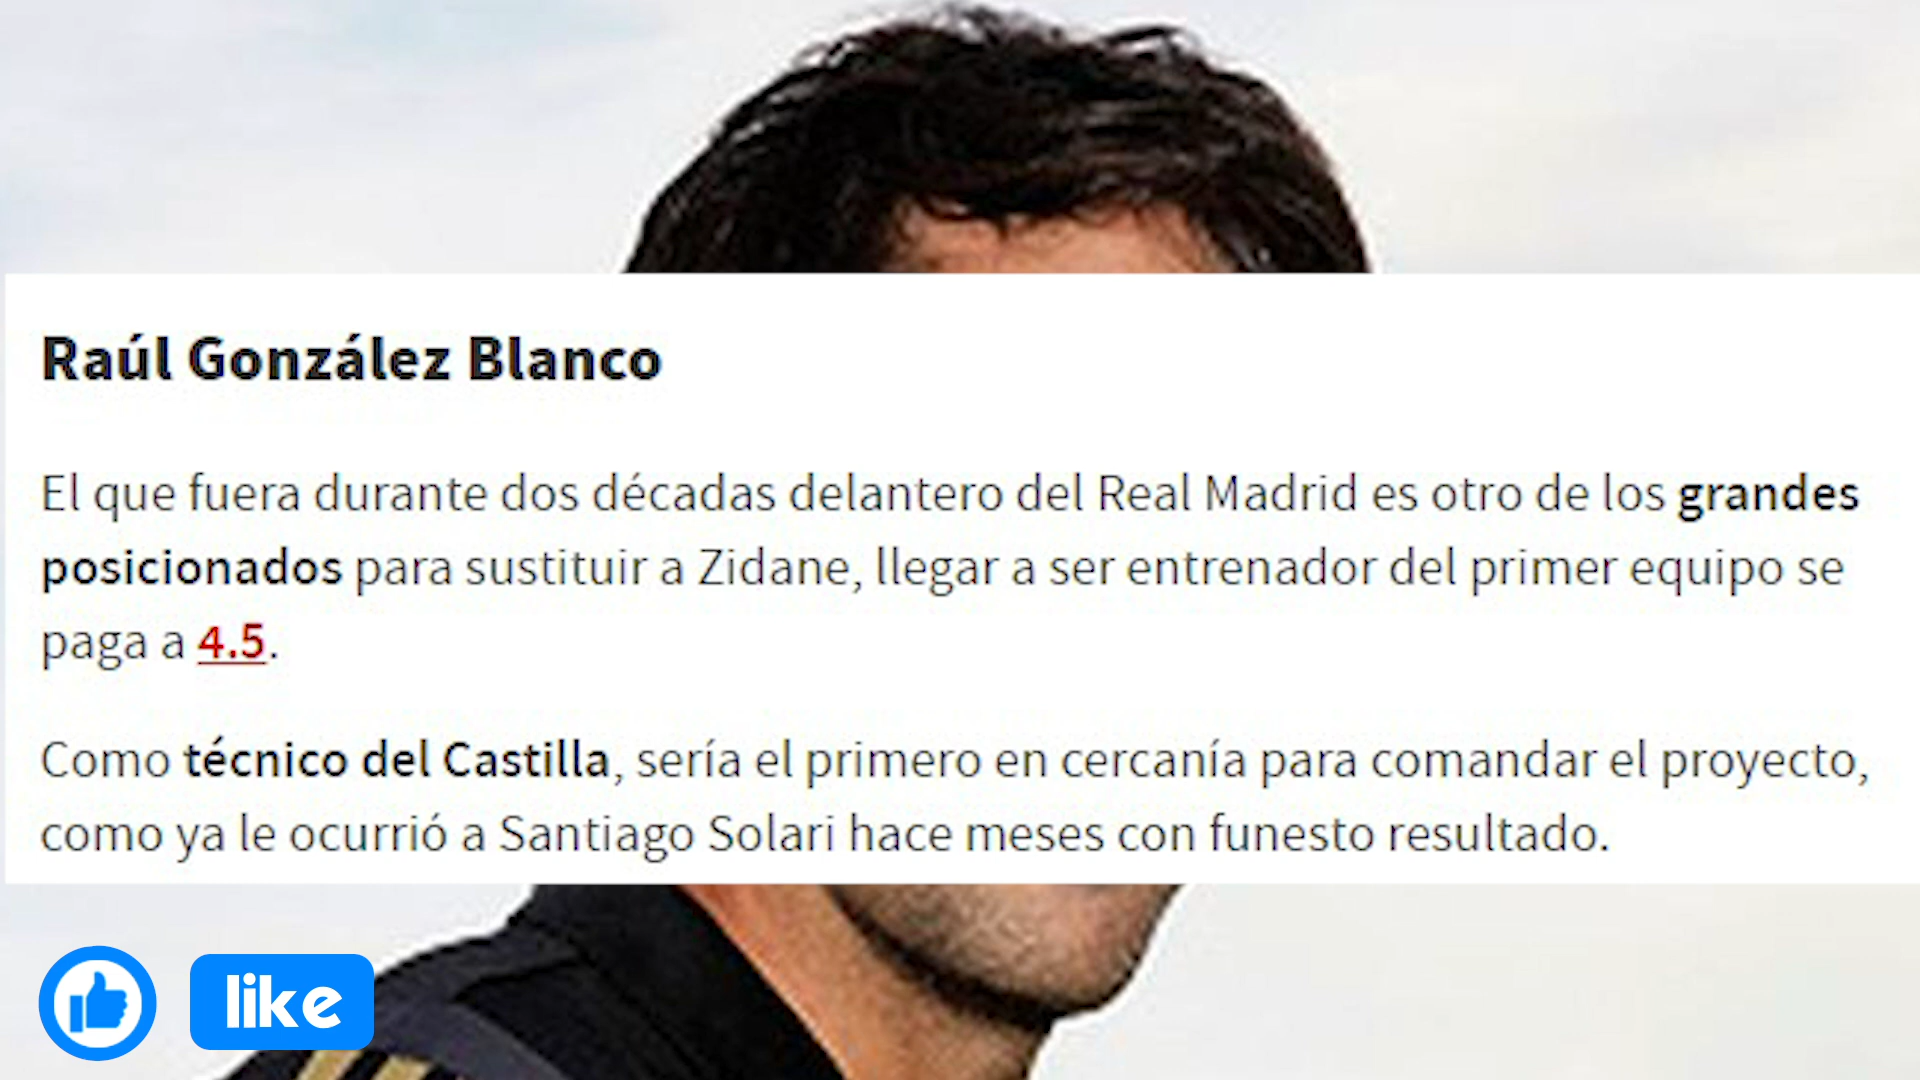 Raúl González Blanco
El que fuera durante dos décadas delantero del Real Madrid es otro de los grandes
posicionados para sustituir a Zidane, llegar a ser entrenador del primer equipo se
paga a 4.5.
Como técnico del Castilla, sería el primero en cercanía para comandar el proyecto,
como ya le ocurrió a Santiago Solari hace meses con funesto resultado.
like